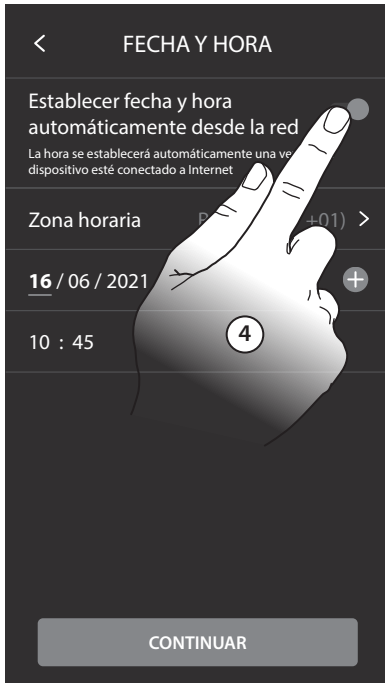 FECHA Y HORA
Establecer fecha y hora
automáticamente desde la red
La hora se establecerá automáticamente una
dispositivo esté conectado a Internet
Zona horaria +01)
16 / 06 / 2021
10 : 45
4
CONTINUAR